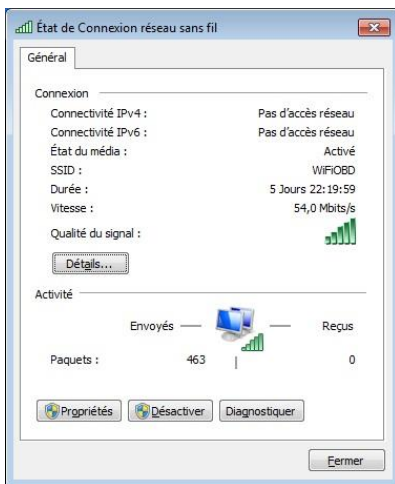 État de Connexion réseau sans fil
Général
Connexion
Connectivité IPv4 : Pas d'accès réseau
Connectivité IPv6 : Pas d'accès réseau
État du média : Activé
SSID : WiFiOBD
Durée : 5 Jours 22:19:59
Vitesse : 54,0 Mbits/s
Qualité du signal :
Détails...
Activité
Envoyés — — Reçus
Paquets : 463 | 0
Propriétés Désactiver Diagnostiquer
Fermer